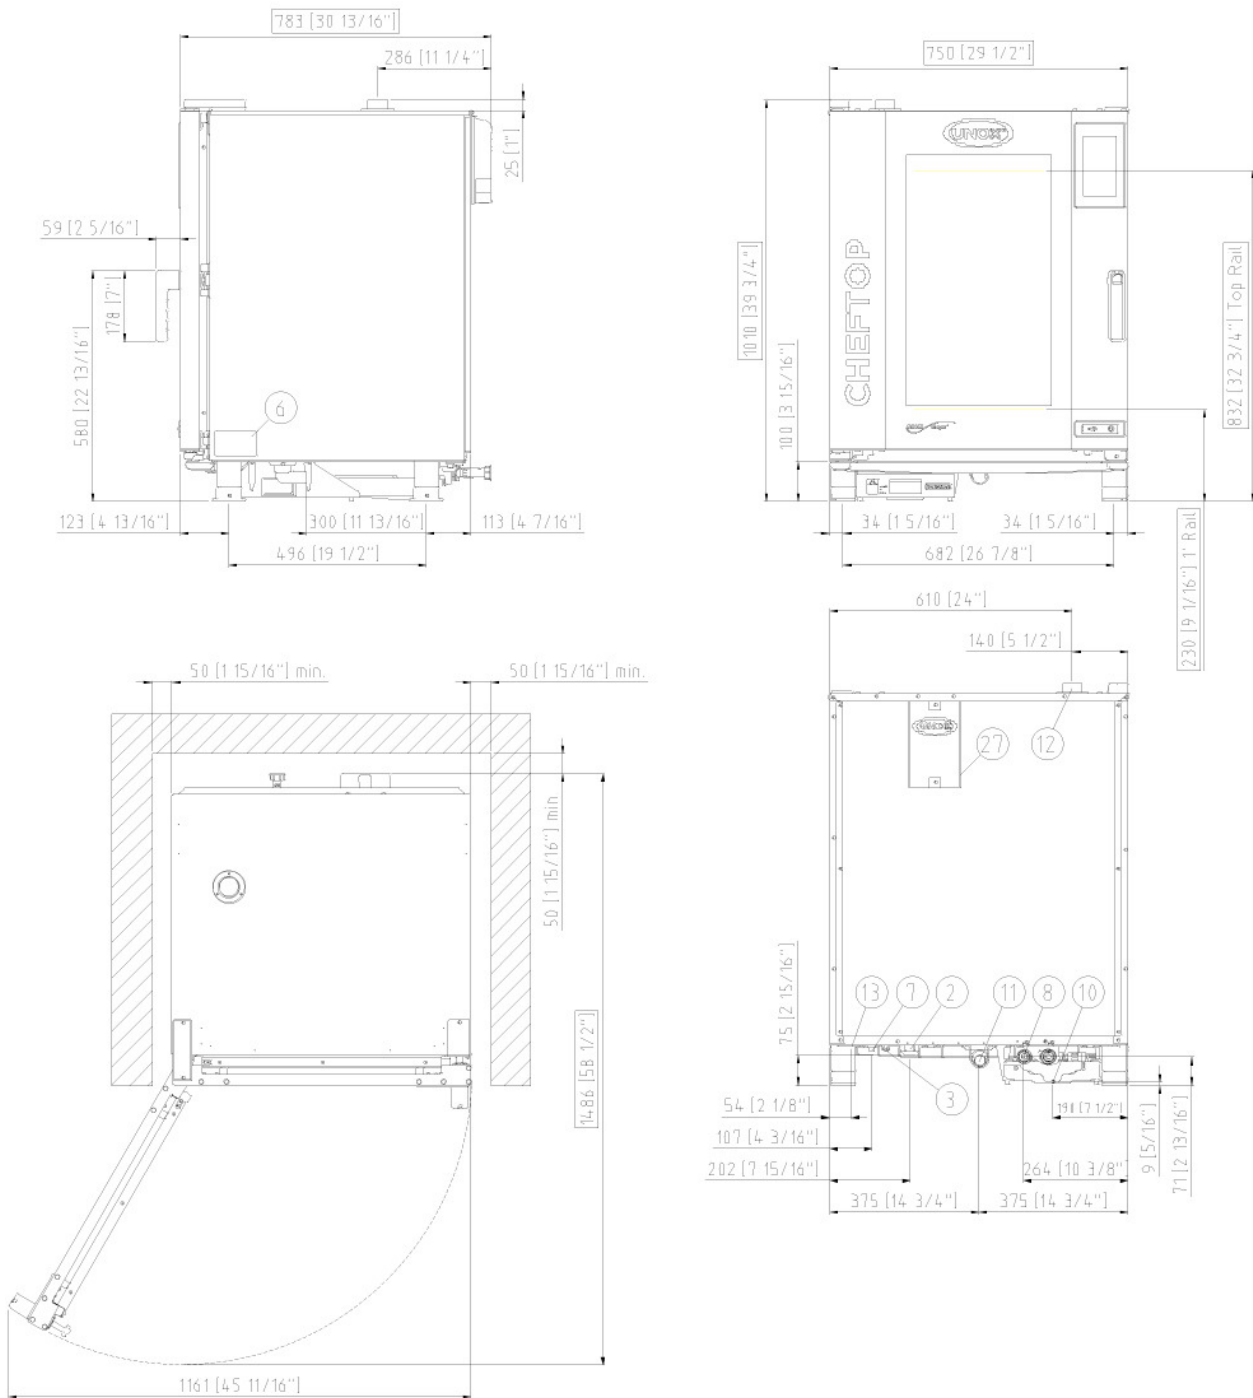 783 [30 13/16"]
286 [11 1/4"]
25 [1"]
59 [2 5/16"]
178 [7"]
580 [22 13/16"]
6
123 [4 13/16"]
300 [11 13/16"]
113 [4 7/16"]
496 [19 1/2"]
750 [29 1/2"]
UNOX
CHEFTOP
1010 [39 3/4"]
100 [3 15/16"]
832 [32 3/4"] Top Rail
34 [1 5/16"]
34 [1 5/16"]
682 [26 7/8"]
230 [9 1/16"] 1' Rail
50 [1 15/16"] min.
50 [1 15/16"] min.
50 [1 15/16"] min
1486 [58 1/2"]
1161 [45 11/16"]
610 [24"]
140 [5 1/2"]
UNOX
27
12
75 [2 15/16"]
13
7
2
11
8
10
3
54 [2 1/8"]
190 [7 1/2"]
107 [4 3/16"]
202 [7 15/16"]
264 [10 3/8"]
9 [5/16"]
71 [2 13/16"]
375 [14 3/4"]
375 [14 3/4"]